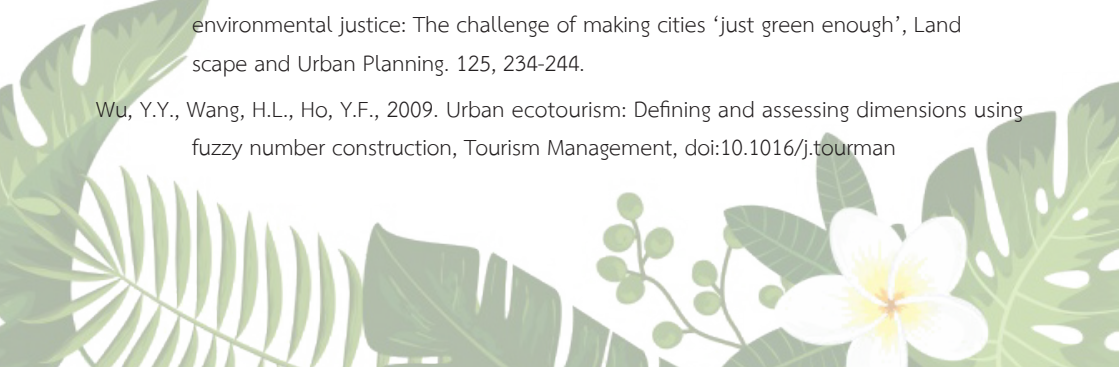 environmental justice: The challenge of making cities ‘just green enough’, Land
scape and Urban Planning. 125, 234-244.
Wu, Y.Y., Wang, H.L., Ho, Y.F., 2009. Urban ecotourism: Defining and assessing dimensions using
fuzzy number construction, Tourism Management, doi:10.1016/j.tourman